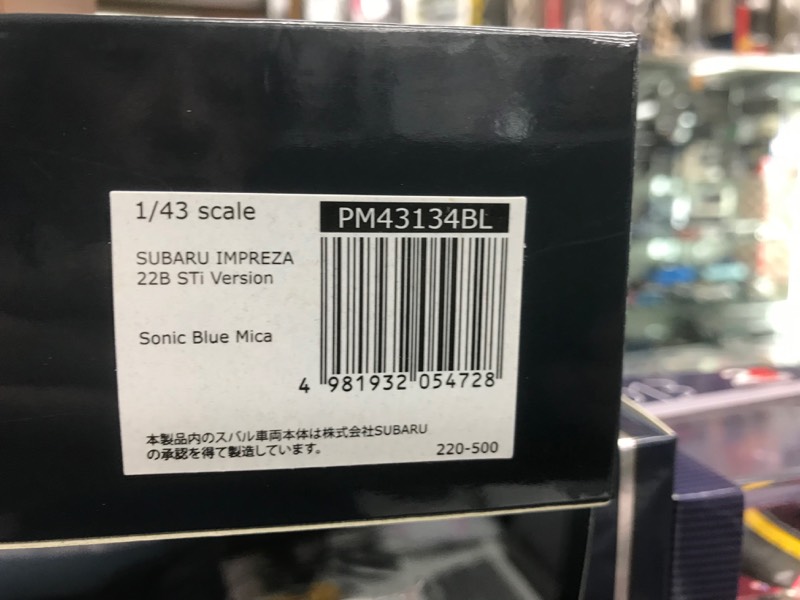 1/43 scale
PM43134BL
SUBARU IMPREZA
22B STi Version
Sonic Blue Mica
4 981932 054728
本製品内のスバル車両本体は株式会社SUBARU
の承認を得て製造しています。
220-500